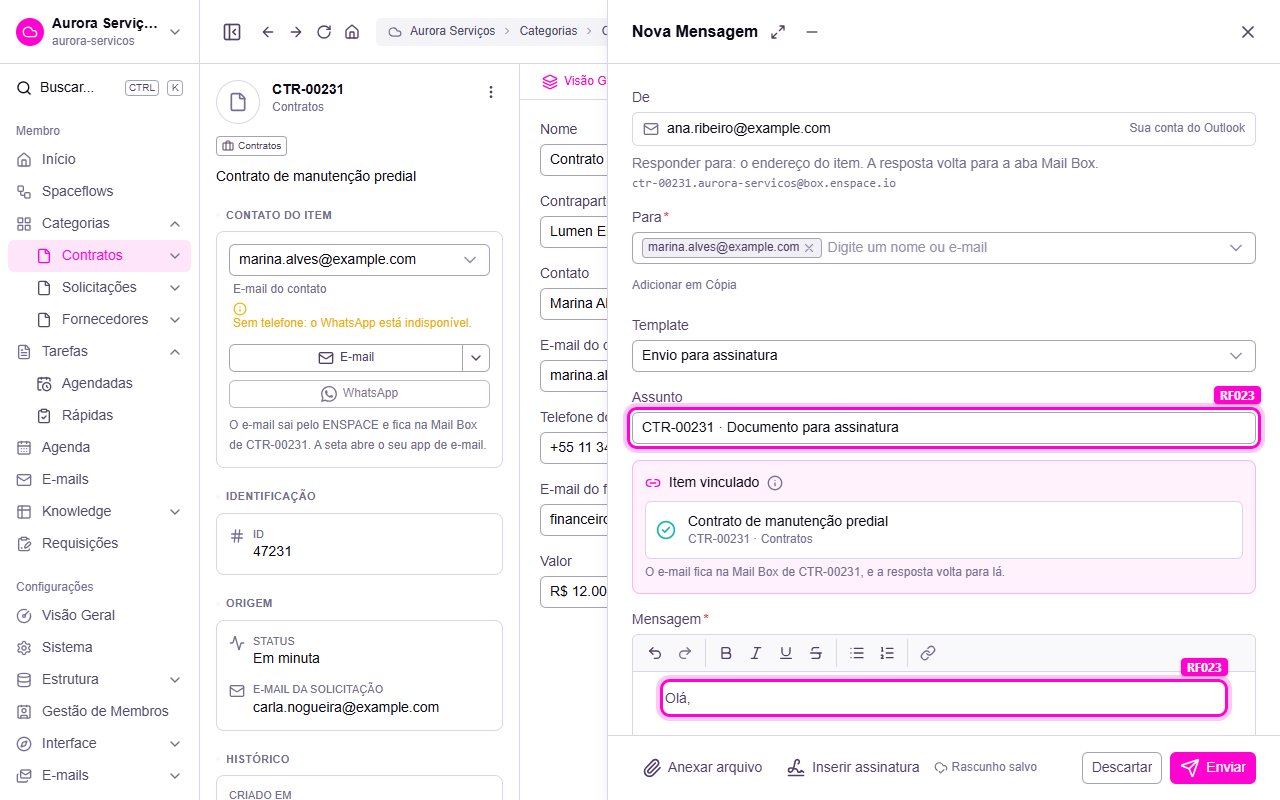 Aurora Serviç...
aurora-servicos
Buscar...
CTRL
K
Membro
Início
Spaceflows
Categorias
Contratos
Solicitações
Fornecedores
Tarefas
Agendadas
Rápidas
Agenda
E-mails
Knowledge
Requisições
Configurações
Visão Geral
Sistema
Estrutura
Gestão de Membros
Interface
E-mails
Aurora Serviços
Categorias
CTR-00231
Contratos
Contratos
Contrato de manutenção predial
CONTATO DO ITEM
marina.alves@example.com
E-mail do contato
Sem telefone: o WhatsApp está indisponível.
E-mail
WhatsApp
O e-mail sai pelo ENSPACE e fica na Mail Box
de CTR-00231. A seta abre o seu app de e-mail.
IDENTIFICAÇÃO
ID
47231
ORIGEM
STATUS
Em minuta
E-MAIL DA SOLICITAÇÃO
carla.nogueira@example.com
HISTÓRICO
CRIADO EM
Visão G
Nome
Contrato
Contrapart
Lumen E
Contato
Marina Al
E-mail do c
marina.al
Telefone do
+55 11 34
E-mail do f
financeiro
Valor
R$ 12.00
Nova Mensagem
De
ana.ribeiro@example.com
Sua conta do Outlook
Responder para: o endereço do item. A resposta volta para a aba Mail Box.
ctr-00231.aurora-servicos@box.enspace.io
Para*
marina.alves@example.com
Digite um nome ou e-mail
Adicionar em Cópia
Template
Envio para assinatura
Assunto
RF023
CTR-00231 · Documento para assinatura
Item vinculado
Contrato de manutenção predial
CTR-00231 · Contratos
O e-mail fica na Mail Box de CTR-00231, e a resposta volta para lá.
Mensagem*
RF023
Olá,
Anexar arquivo
Inserir assinatura
Rascunho salvo
Descartar
Enviar